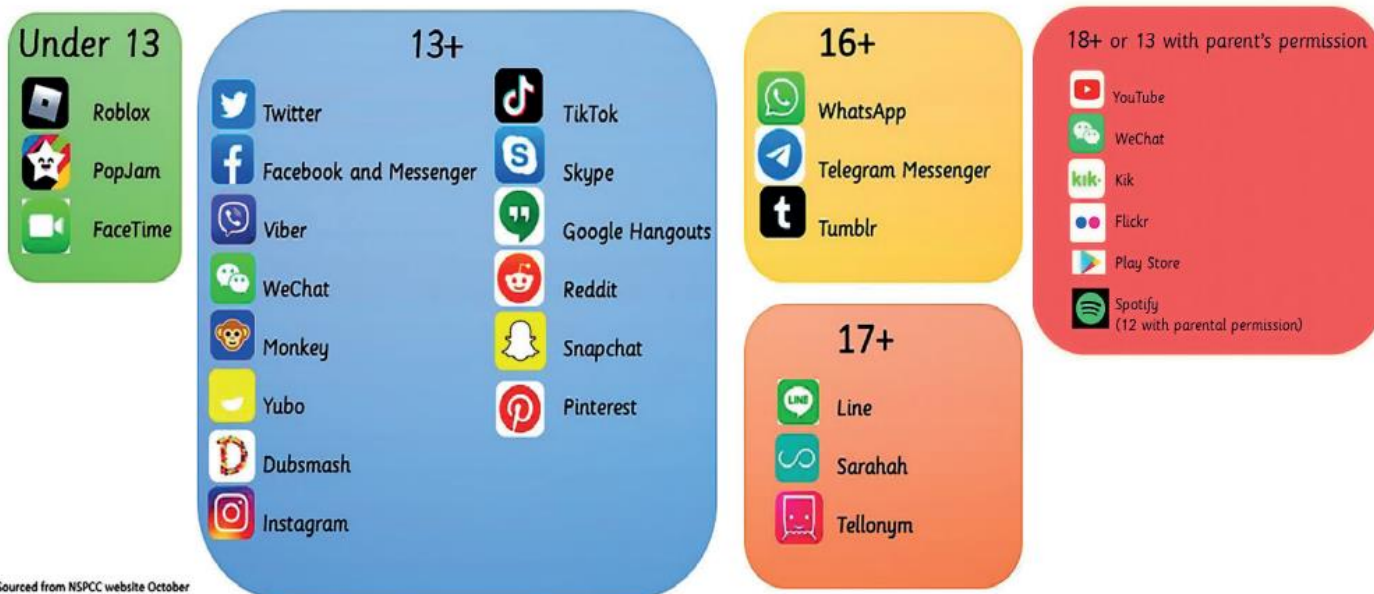 Under 13
Roblox
PopJam
FaceTime
13+
Twitter
Facebook and Messenger
Viber
WeChat
Monkey
Yubo
Dubsmash
Instagram
TikTok
Skype
Google Hangouts
Reddit
Snapchat
Pinterest
16+
WhatsApp
Telegram Messenger
Tumblr
17+
LINE
Line
Sarahah
Tellonym
18+ or 13 with parent's permission
YouTube
WeChat
kik·
Kik
Flickr
Play Store
Spotify
(12 with parental permission)
Sourced from NSPCC website October